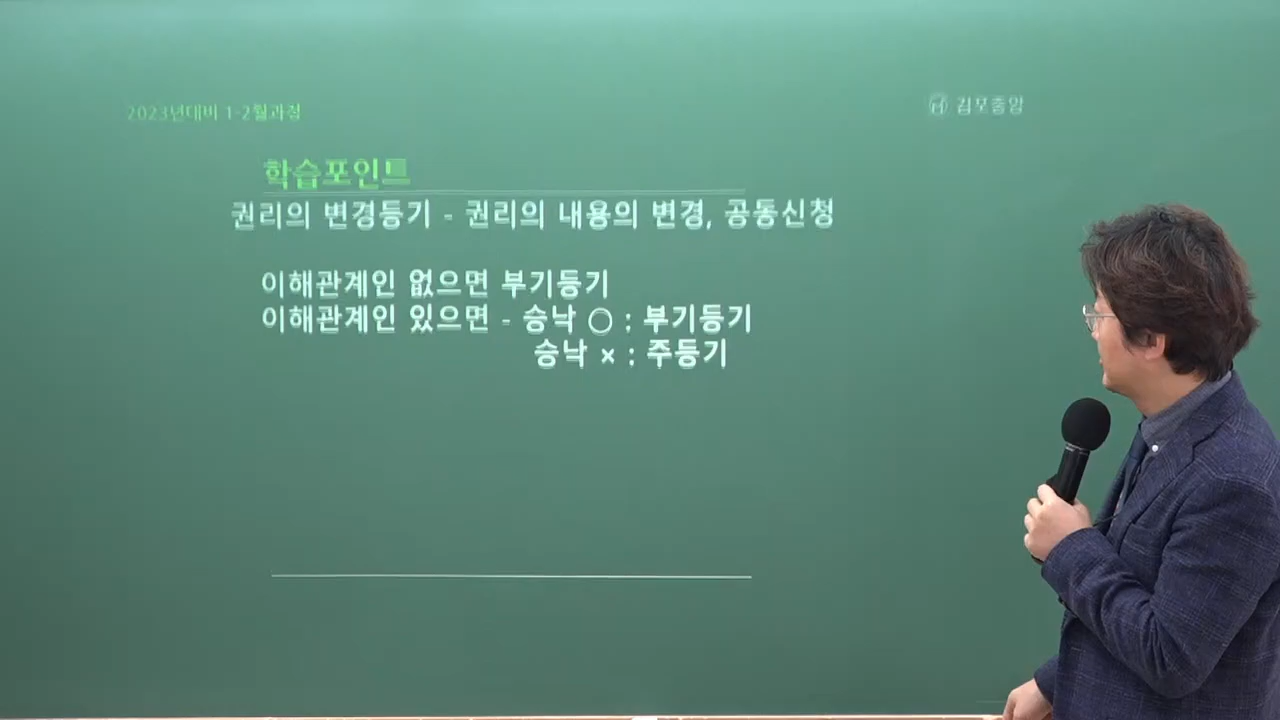 2023년대비 1-2월과정
김포중앙
학습포인트
권리의 변경등기 - 권리의 내용의 변경, 공동신청
이해관계인 없으면 부기등기
이해관계인 있으면 - 승낙 ○ : 부기등기
승낙 × : 주등기